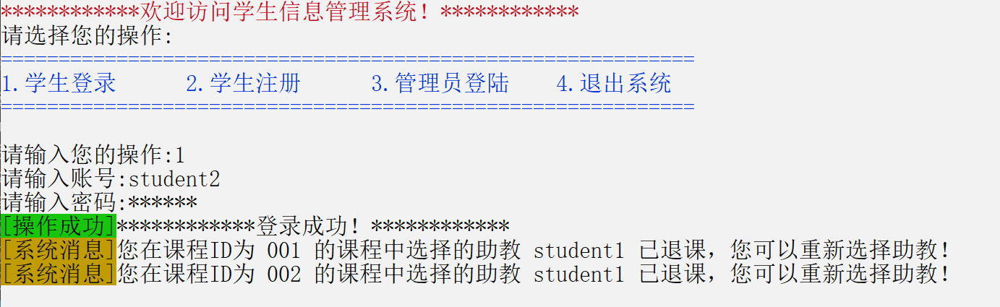 ************欢迎访问学生信息管理系统！************
请选择您的操作:
============================================================
1.学生登录      2.学生注册      3.管理员登陆    4.退出系统
============================================================
请输入您的操作:1
请输入账号:student2
请输入密码:******
[操作成功]************登录成功！************
[系统消息]您在课程ID为 001 的课程中选择的助教 student1 已退课，您可以重新选择助教！
[系统消息]您在课程ID为 002 的课程中选择的助教 student1 已退课，您可以重新选择助教！